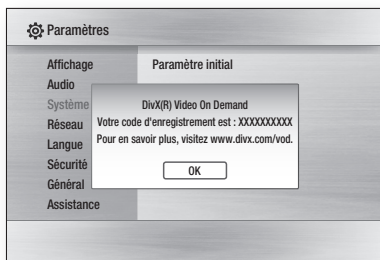 Paramètres
Affichage
Paramètre initial
Audio
Système
Réseau
Langue
Sécurité
Général
Assistance
DivX(R) Video On Demand
Votre code d'enregistrement est : XXXXXXXXXX
Pour en savoir plus, visitez www.divx.com/vod.
OK